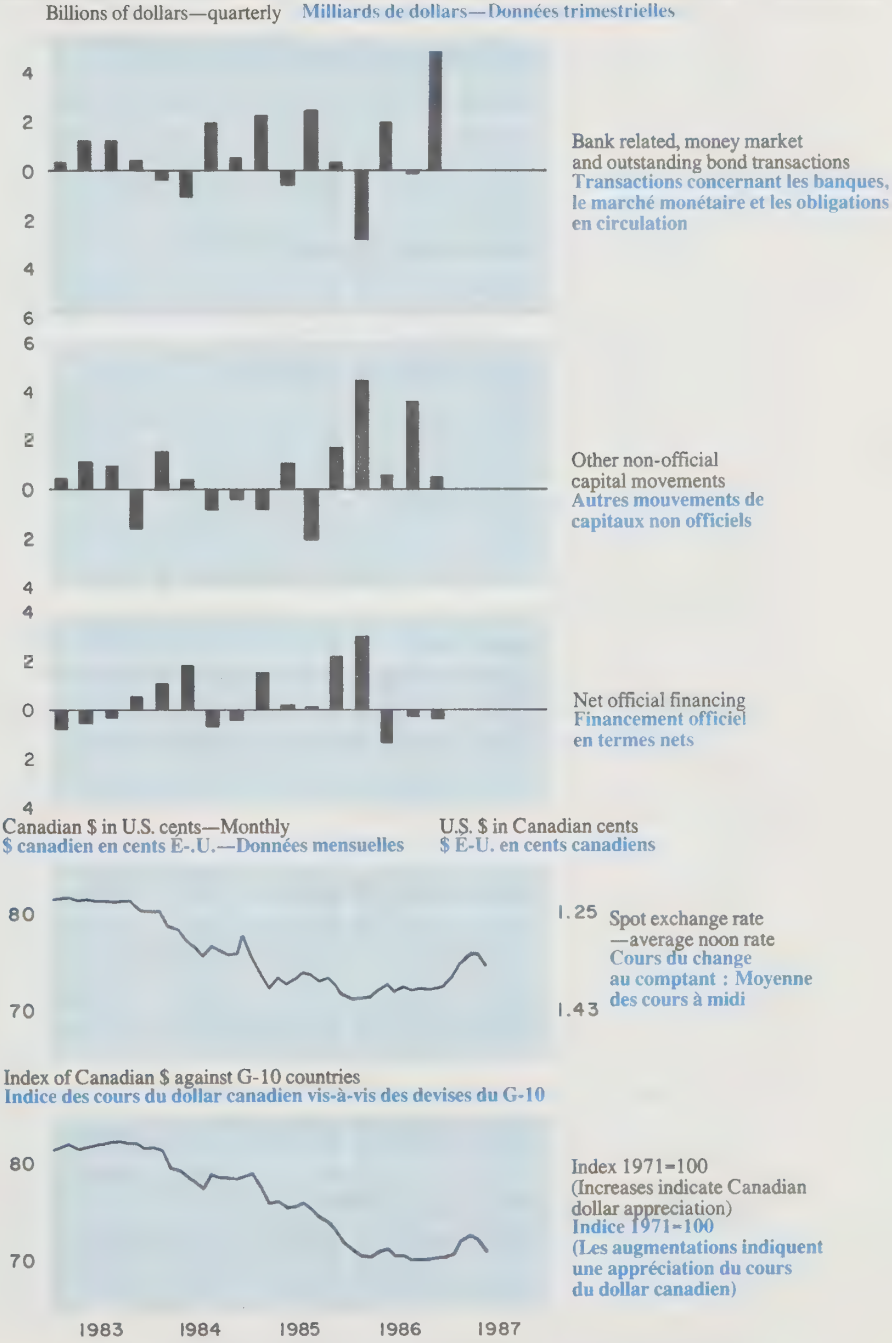 Billions of dollars—quarterly Milliards de dollars—Données trimestrielles
4
2
0
2
4
6
Bank related, money market
and outstanding bond transactions
Transactions concernant les banques,
le marché monétaire et les obligations
en circulation
6
4
2
0
2
4
Other non-official
capital movements
Autres mouvements de
capitaux non officiels
4
2
0
2
4
Net official financing
Financement officiel
en termes nets
Canadian $ in U.S. cents—Monthly
$ canadien en cents É-.U.—Données mensuelles
U.S. $ in Canadian cents
$ É-U. en cents canadiens
80
70
1.25
1.43
Spot exchange rate
—average noon rate
Cours du change
au comptant : Moyenne
des cours à midi
Index of Canadian $ against G-10 countries
Indice des cours du dollar canadien vis-à-vis des devises du G-10
80
70
Index 1971=100
(Increases indicate Canadian
dollar appreciation)
Indice 1971=100
(Les augmentations indiquent
une appréciation du cours
du dollar canadien)
1983 1984 1985 1986 1987